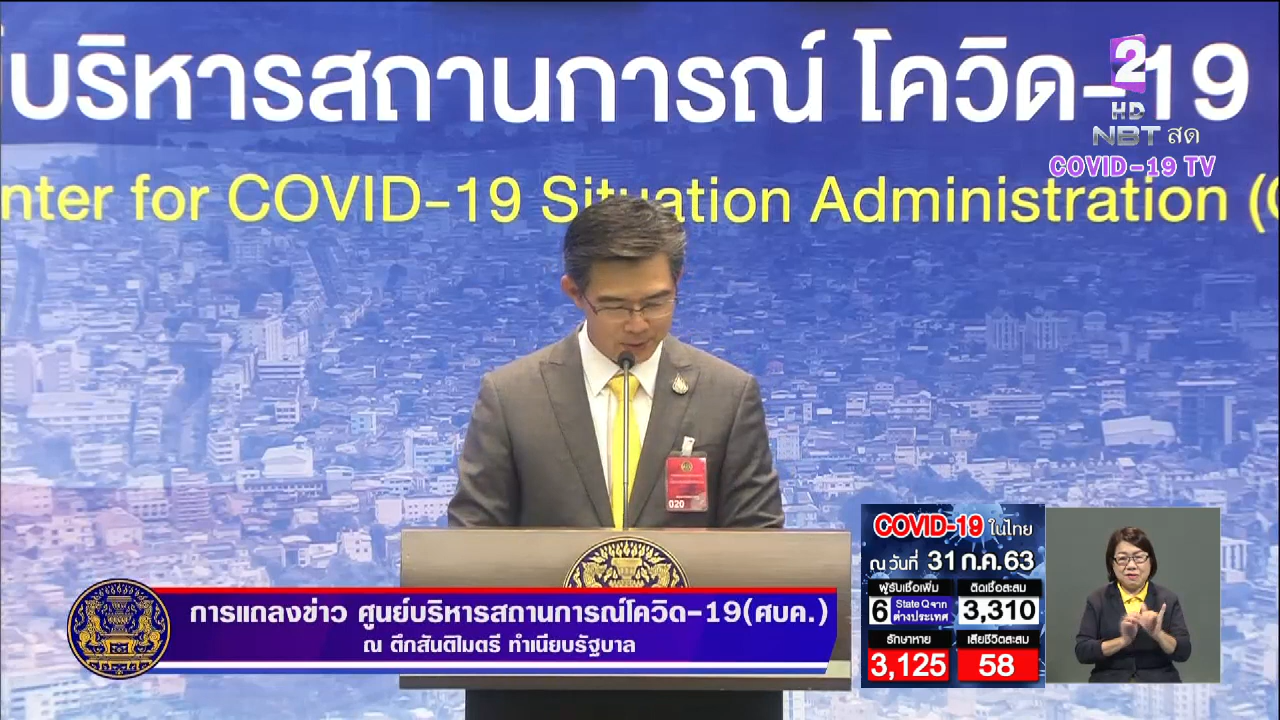 บริหารสถานการณ์ โควิด-19
2
HD
NBT สด
COVID-19 TV
nter for COVID-19 Situation Administration (
020
COVID-19 ในไทย
ณ วันที่ 31 ก.ค. 63
ผู้รับเชื้อเพิ่ม
ติดเชื้อสะสม
6 State Q จาก
ต่างประเทศ
3,310
รักษาหาย
เสียชีวิตสะสม
3,125
58
การแถลงข่าว ศูนย์บริหารสถานการณ์โควิด-19(ศบค.)
ณ ตึกสันติไมตรี ทำเนียบรัฐบาล